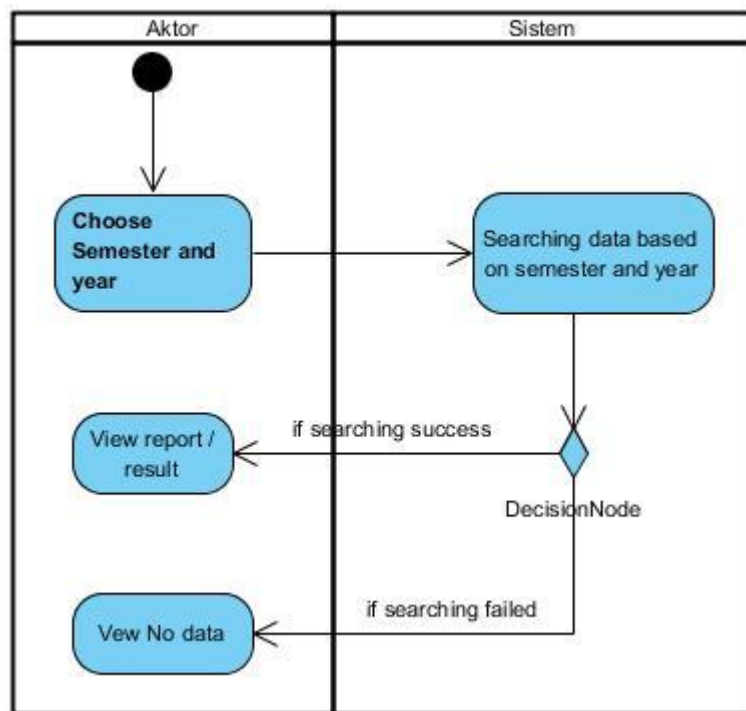 Aktor
Sistem
Choose
Semester and
year
Searching data based
on semester and year
if searching success
View report /
result
DecisionNode
if searching failed
Vew No data